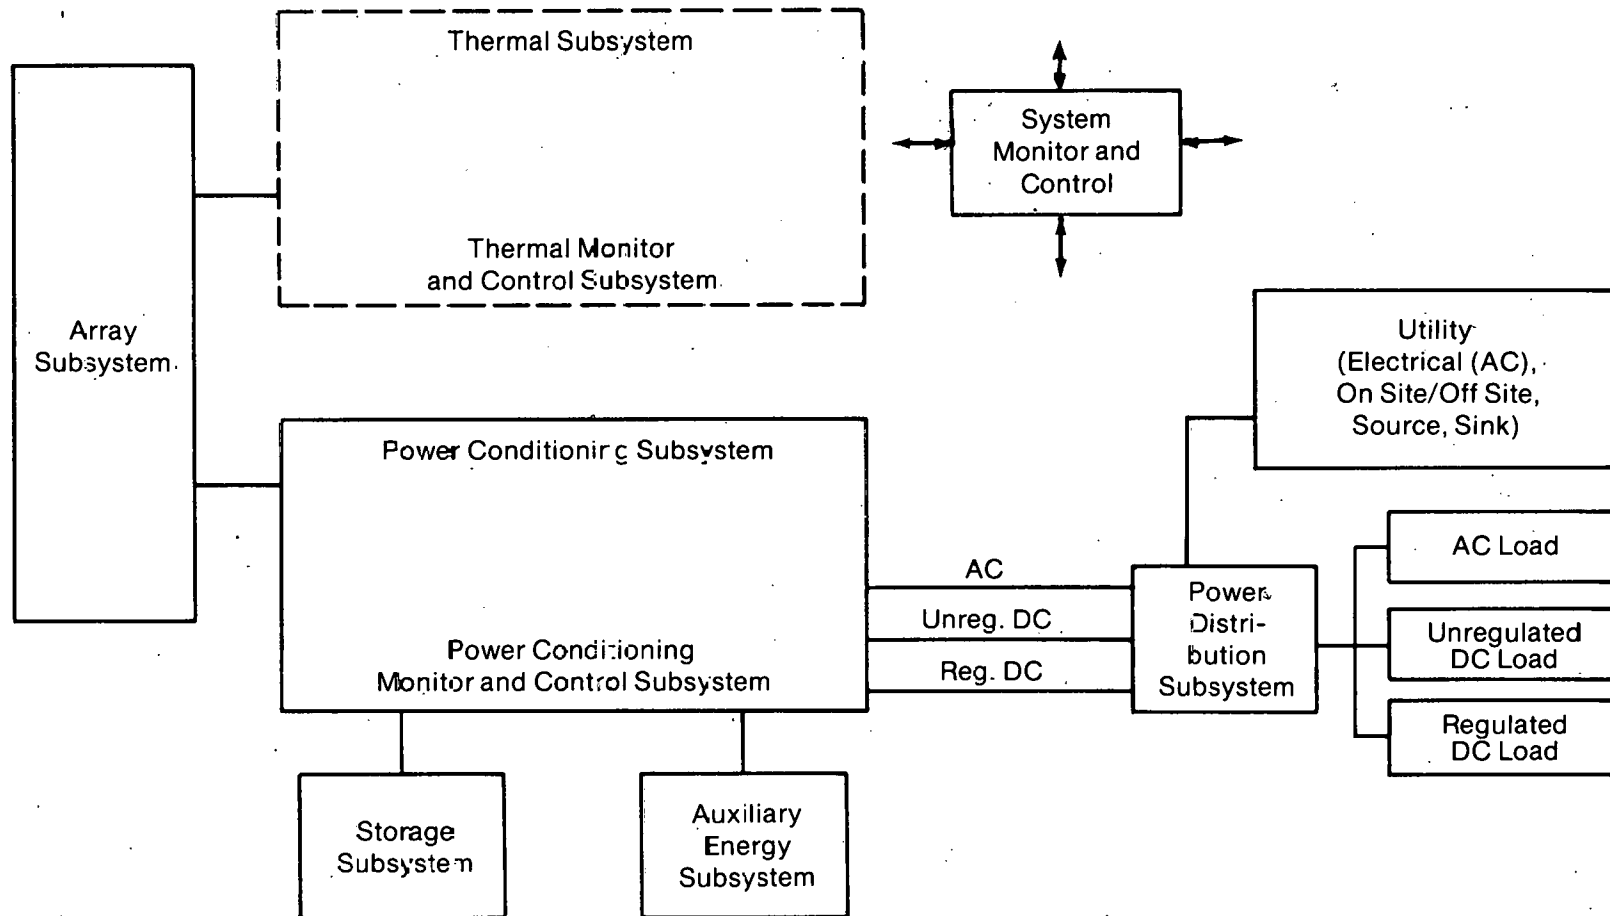 Thermal Subsystem
Thermal Monitor
and Control Subsystem
System
Monitor and
Control
Array
Subsystem
Utility
(Electrical (AC),
On Site/Off Site,
Source, Sink)
Power Conditioning Subsystem
Power Conditioning
Monitor and Control Subsystem
AC
Unreg. DC
Reg. DC
Power
Distri-
bution
Subsystem
AC Load
Unregulated
DC Load
Regulated
DC Load
Storage
Subsystem
Auxiliary
Energy
Subsystem